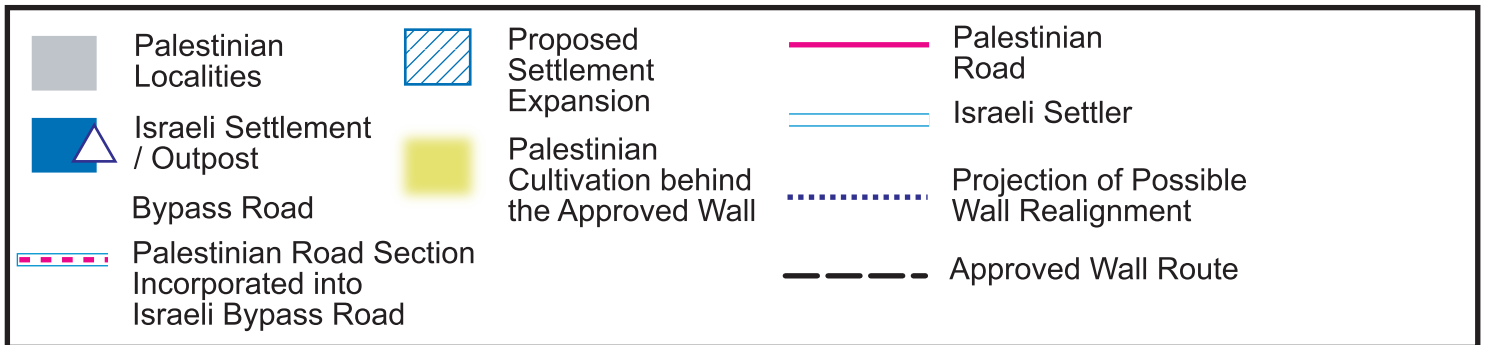 Palestinian
Localities
Israeli Settlement
/ Outpost
Bypass Road
Palestinian Road Section
Incorporated into
Israeli Bypass Road
Proposed
Settlement
Expansion
Palestinian
Cultivation behind
the Approved Wall
Palestinian
Road
Israeli Settler
Projection of Possible
Wall Realignment
Approved Wall Route